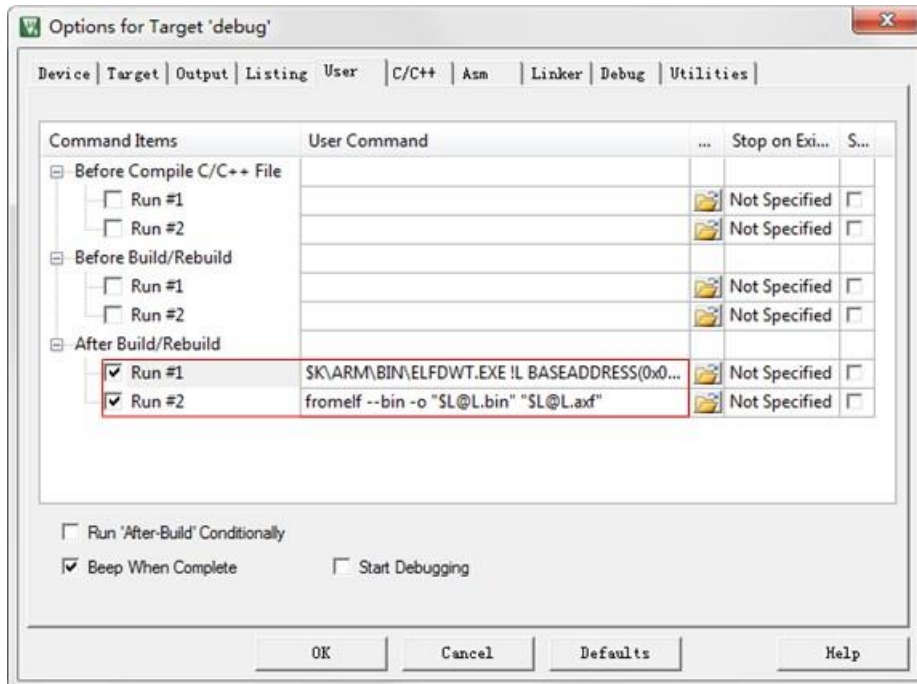 Options for Target 'debug'
Device | Target | Output | Listing User | C/C++ | Asm | Linker | Debug | Utilities |
Command Items User Command ... Stop on Exi... S...
Before Compile C/C++ File
Run #1 Not Specified
Run #2 Not Specified
Before Build/Rebuild
Run #1 Not Specified
Run #2 Not Specified
After Build/Rebuild
Run #1 $K\ARM\BIN\ELFDWT.EXE !L BASEADDRESS(0x0... Not Specified
Run #2 fromelf --bin -o "$L@L.bin" "$L@L.axf" Not Specified
Run 'After-Build' Conditionally
Beep When Complete Start Debugging
OK Cancel Defaults Help